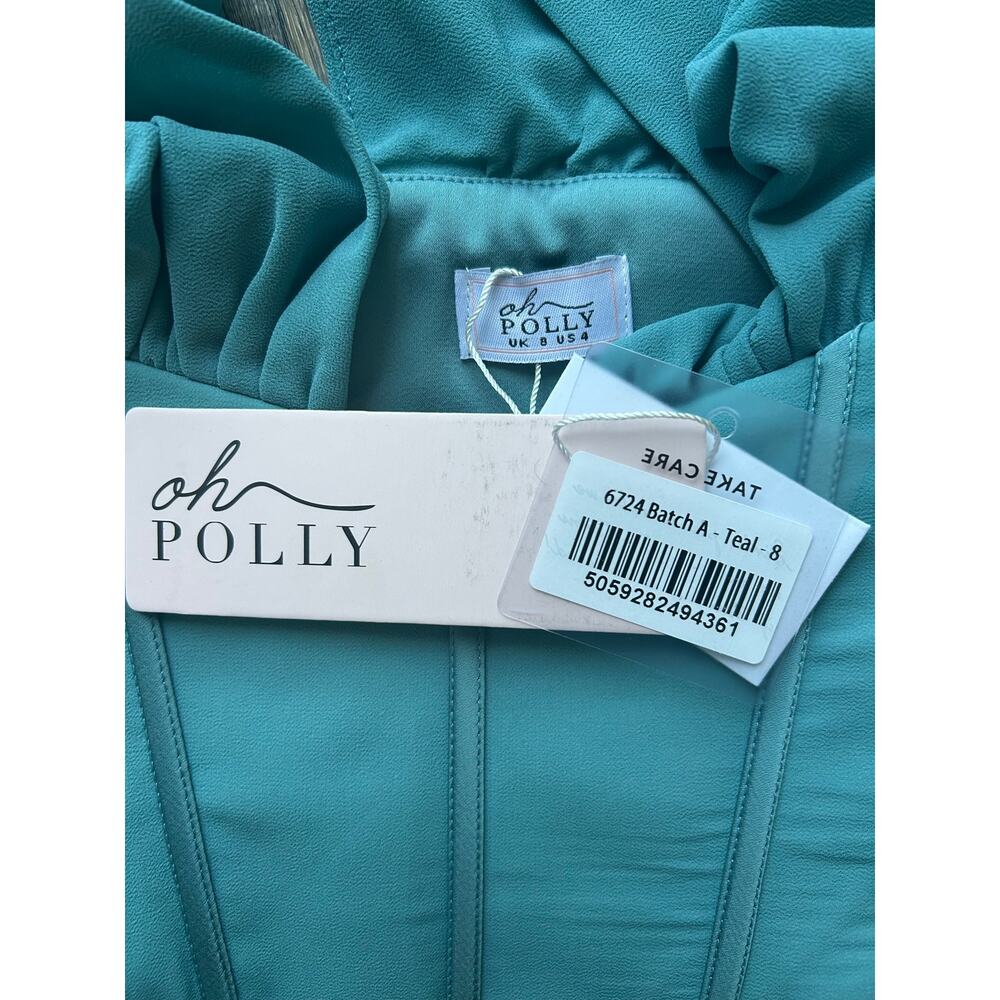 oh
POLLY
UK 8 US 4
oh
POLLY
TAKE CARE
6724 Batch A - Teal - 8
5059282494361